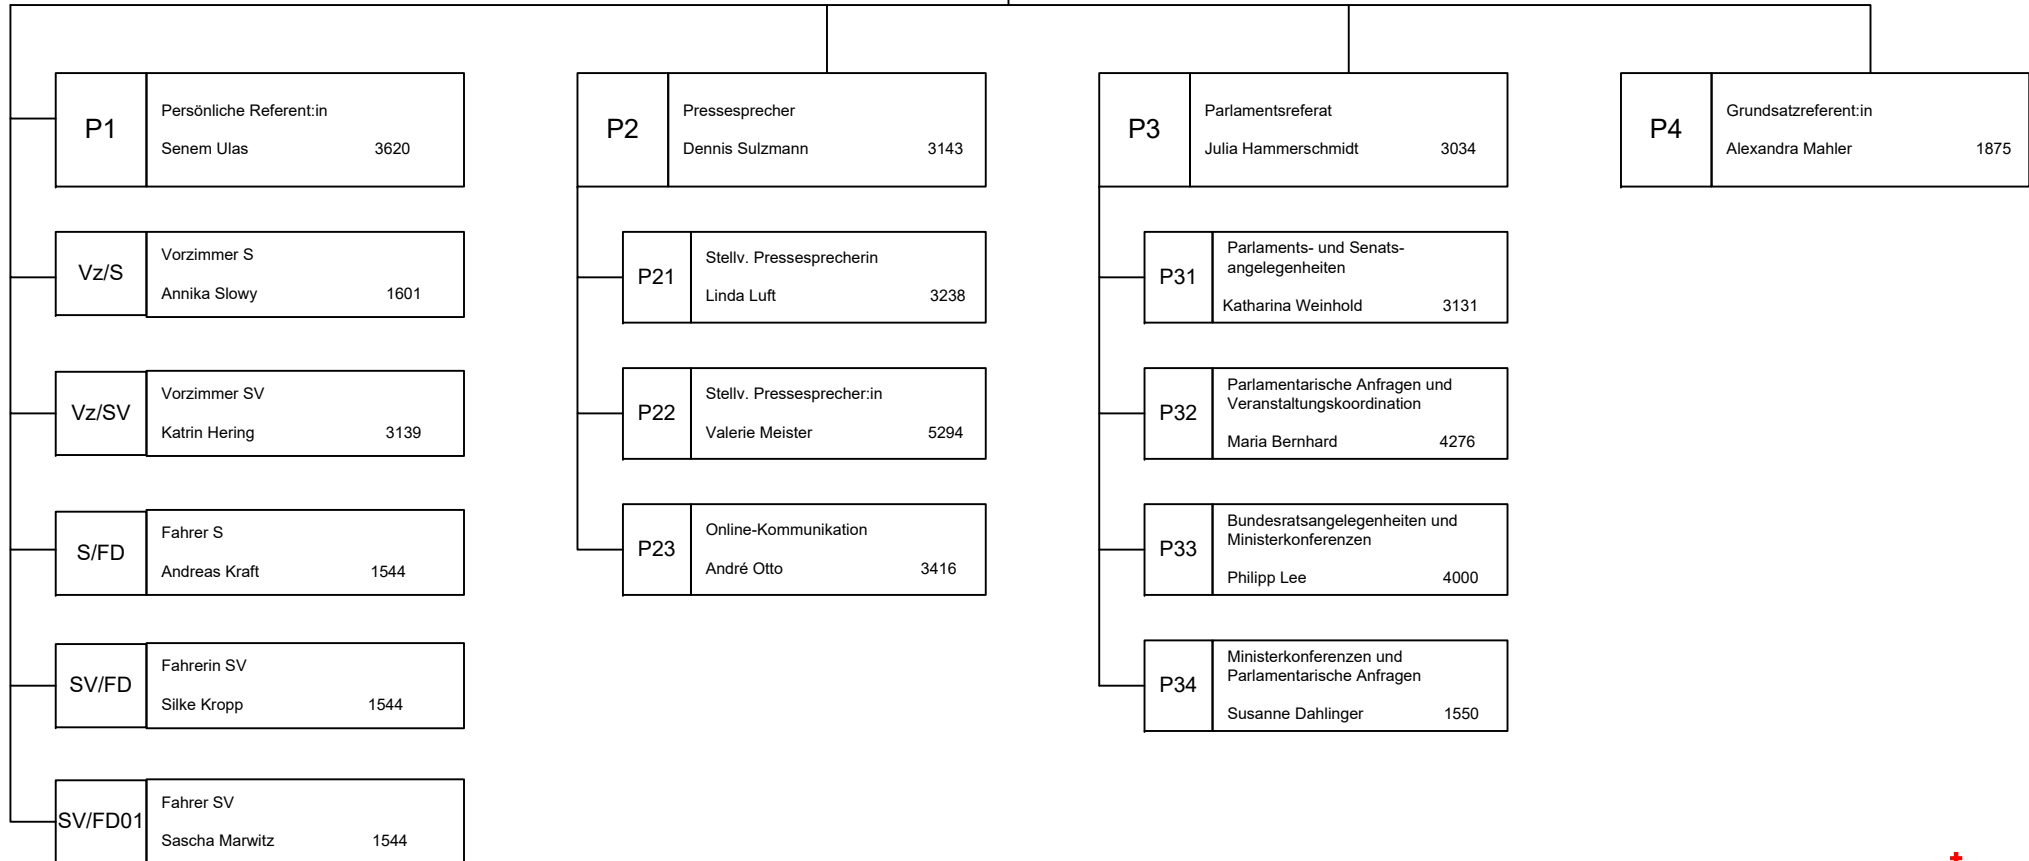 P1
Persönliche Referent:in
Senem Ulas 3620
Vz/S
Vorzimmer S
Annika Slowy 1601
Vz/SV
Vorzimmer SV
Katrin Hering 3139
S/FD
Fahrer S
Andreas Kraft 1544
SV/FD
Fahrerin SV
Silke Kropp 1544
SV/FD01
Fahrer SV
Sascha Marwitz 1544
P2
Pressesprecher
Dennis Sulzmann 3143
P21
Stellv. Pressesprecherin
Linda Luft 3238
P22
Stellv. Pressesprecher:in
Valerie Meister 5294
P23
Online-Kommunikation
André Otto 3416
P3
Parlamentsreferat
Julia Hammerschmidt 3034
P31
Parlaments- und Senats-
angelegenheiten
Katharina Weinhold 3131
P32
Parlamentarische Anfragen und
Veranstaltungskoordination
Maria Bernhard 4276
P33
Bundesratsangelegenheiten und
Ministerkonferenzen
Philipp Lee 4000
P34
Ministerkonferenzen und
Parlamentarische Anfragen
Susanne Dahlinger 1550
P4
Grundsatzreferent:in
Alexandra Mahler 1875